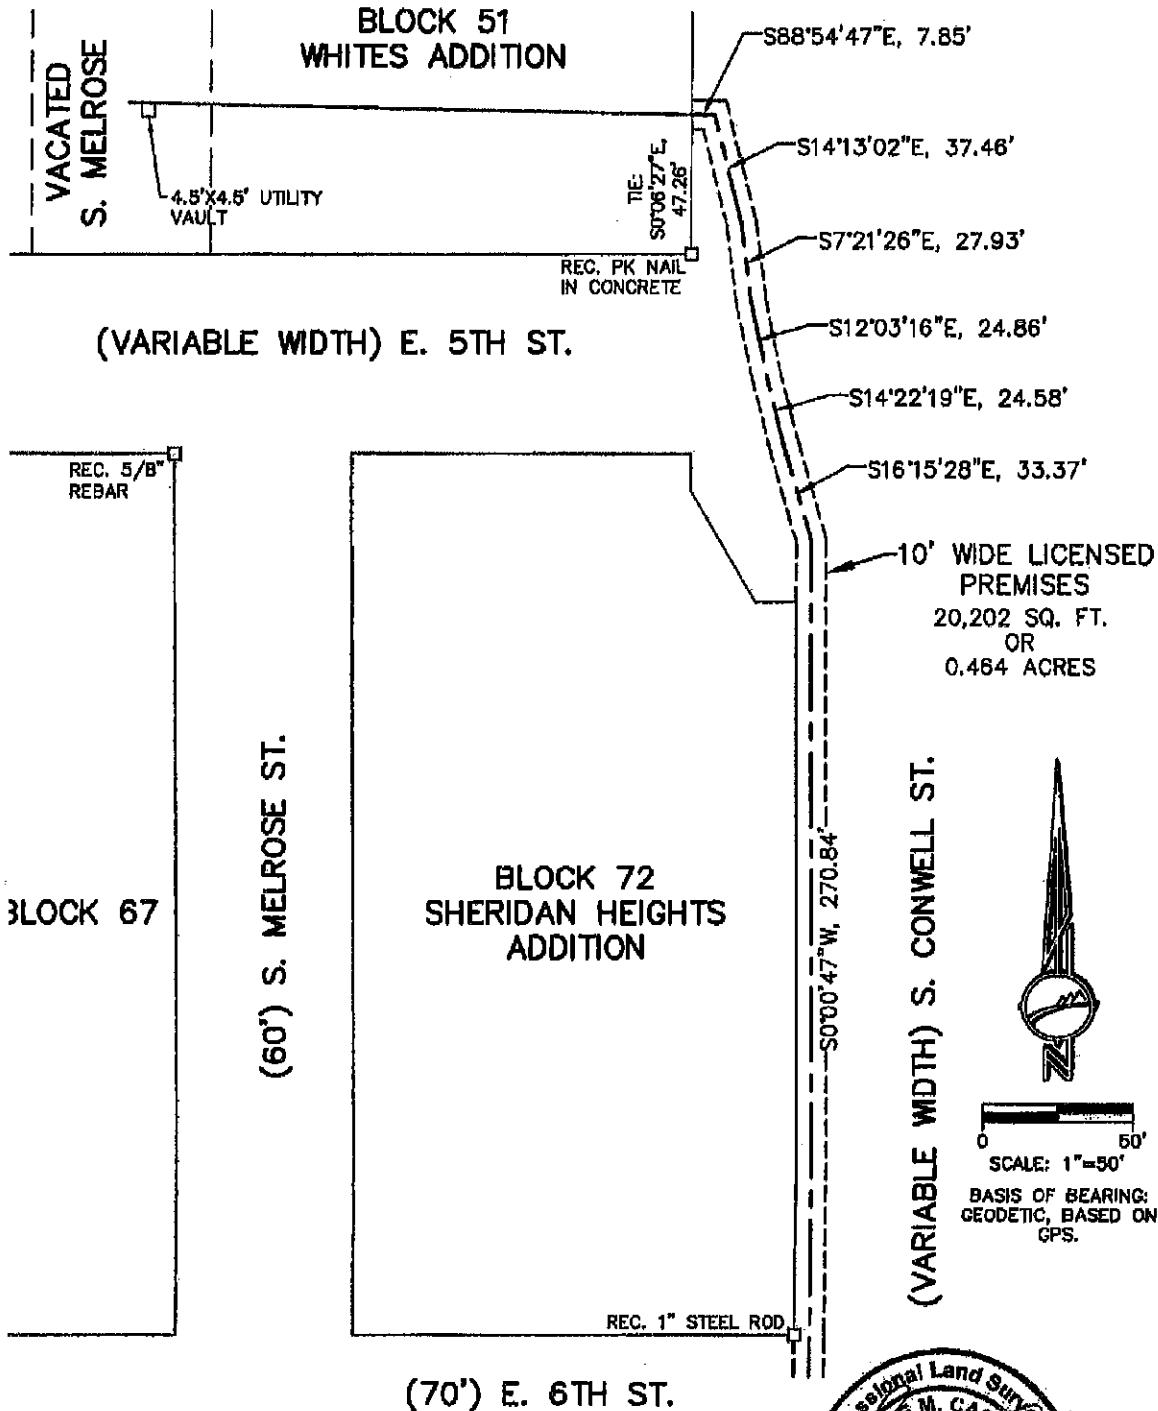 BLOCK 51
WHITES ADDITION
VACATED
S. MELROSE
S88°54'47"E, 7.85'
S14°13'02"E, 37.46'
4.5'X4.5' UTILITY
VAULT
TIE:
S0°06'27"E,
47.26'
S7°21'26"E, 27.93'
REC. PK NAIL
IN CONCRETE
(VARIABLE WIDTH) E. 5TH ST.
S12°03'16"E, 24.86'
S14°22'19"E, 24.58'
REC. 5/8"
REBAR
S16°15'28"E, 33.37'
10' WIDE LICENSED
PREMISES
20,202 SQ. FT.
OR
0.464 ACRES
(60') S. MELROSE ST.
BLOCK 67
BLOCK 72
SHERIDAN HEIGHTS
ADDITION
S0°00'47"W, 270.84'
(VARIABLE WIDTH) S. CONWELL ST.
N
0 50'
SCALE: 1"=50'
BASIS OF BEARING:
GEODETIC, BASED ON
GPS.
REC. 1" STEEL ROD
(70') E. 6TH ST.
Land
M.